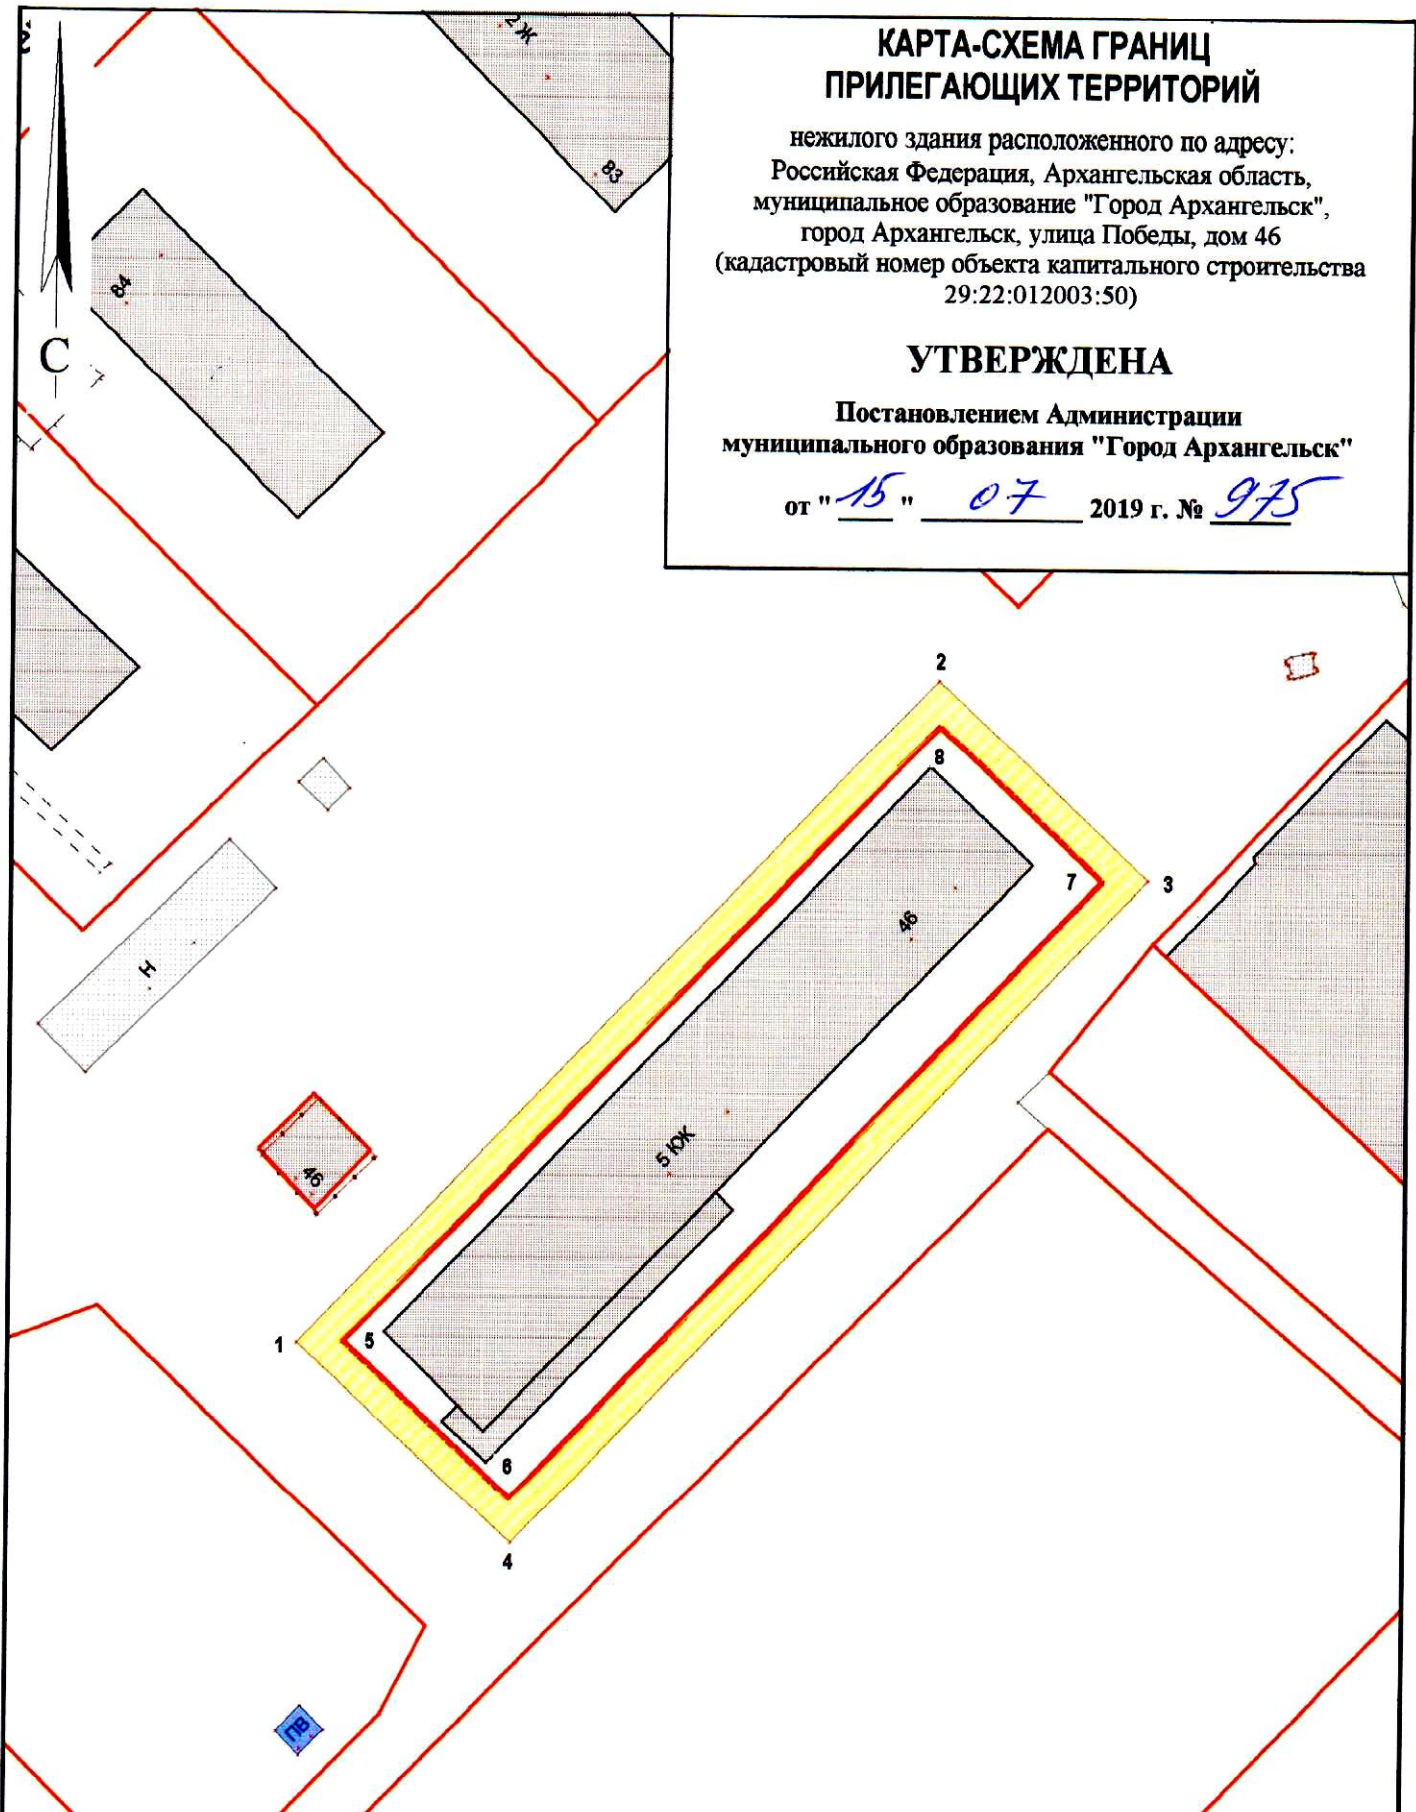 КАРТА-СХЕМА ГРАНИЦ
ПРИЛЕГАЮЩИХ ТЕРРИТОРИЙ
нежилого здания расположенного по адресу:
Российская Федерация, Архангельская область,
муниципальное образование "Город Архангельск",
город Архангельск, улица Победы, дом 46
(кадастровый номер объекта капитального строительства
29:22:012003:50)
УТВЕРЖДЕНА
Постановлением Администрации
муниципального образования "Город Архангельск"
от "15" 07 2019 г. № 975
2 Ж
83
84
С
2
8
7
3
46
Н
5 ЮК
46
1
5
6
4
ПВ